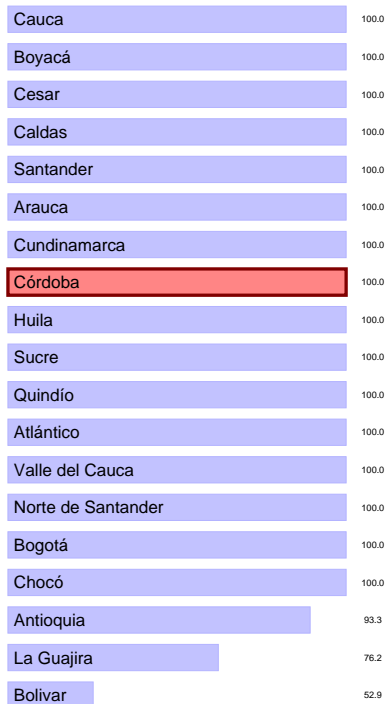 Cauca 100.0
Boyacá 100.0
Cesar 100.0
Caldas 100.0
Santander 100.0
Arauca 100.0
Cundinamarca 100.0
Córdoba 100.0
Huila 100.0
Sucre 100.0
Quindío 100.0
Atlántico 100.0
Valle del Cauca 100.0
Norte de Santander 100.0
Bogotá 100.0
Chocó 100.0
Antioquia 93.3
La Guajira 76.2
Bolivar 52.9